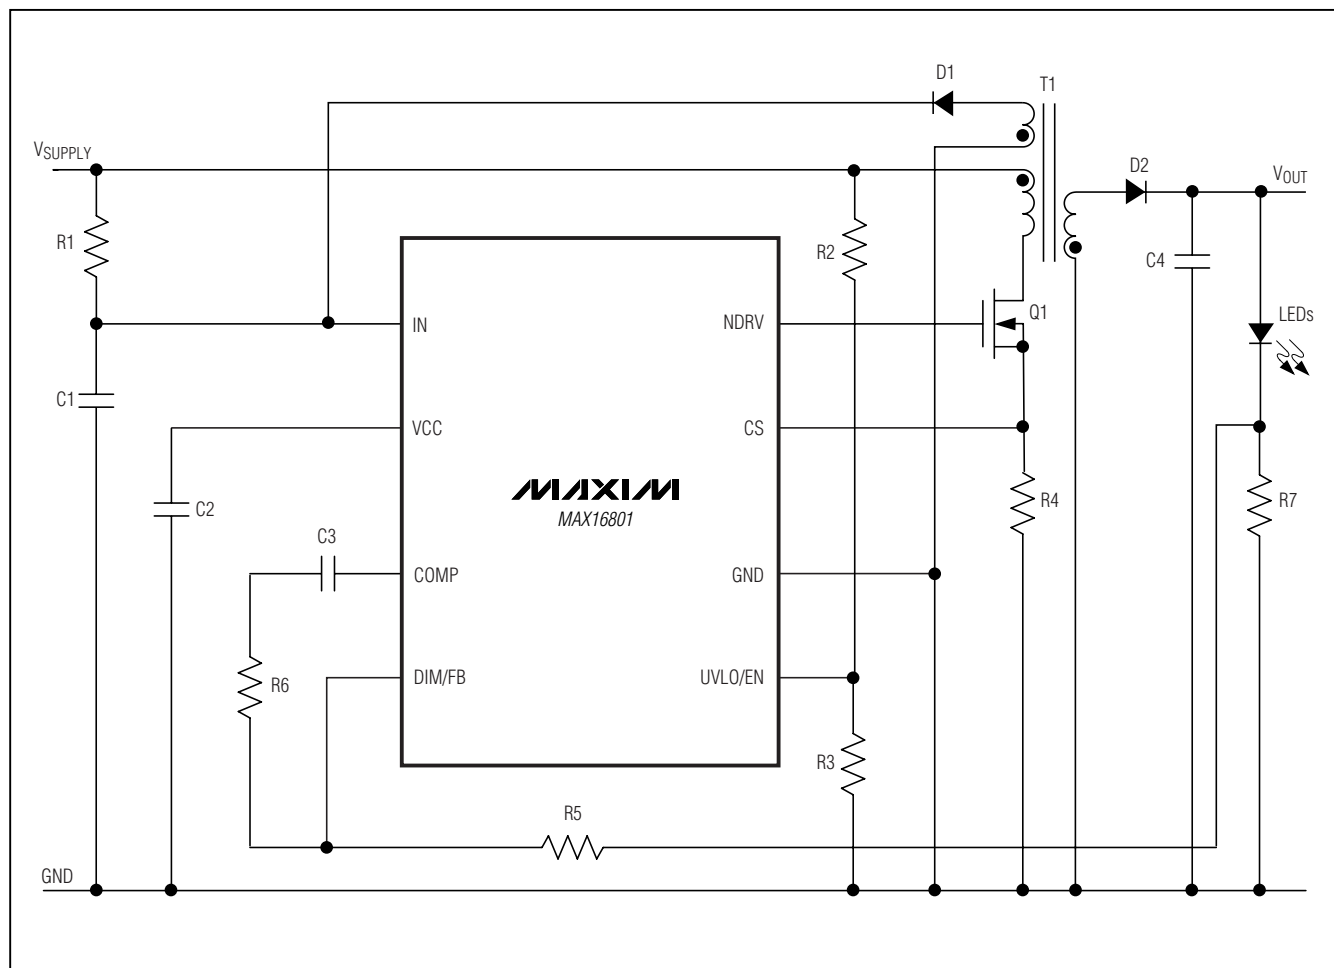 D1
T1
VSUPPLY
D2
VOUT
R1
R2
C4
IN
NDRV
Q1
LEDs
C1
VCC
CS
MAXIM
MAX16801
R4
R7
C2
C3
COMP
GND
R6
DIM/FB
UVLO/EN
R3
R5
GND